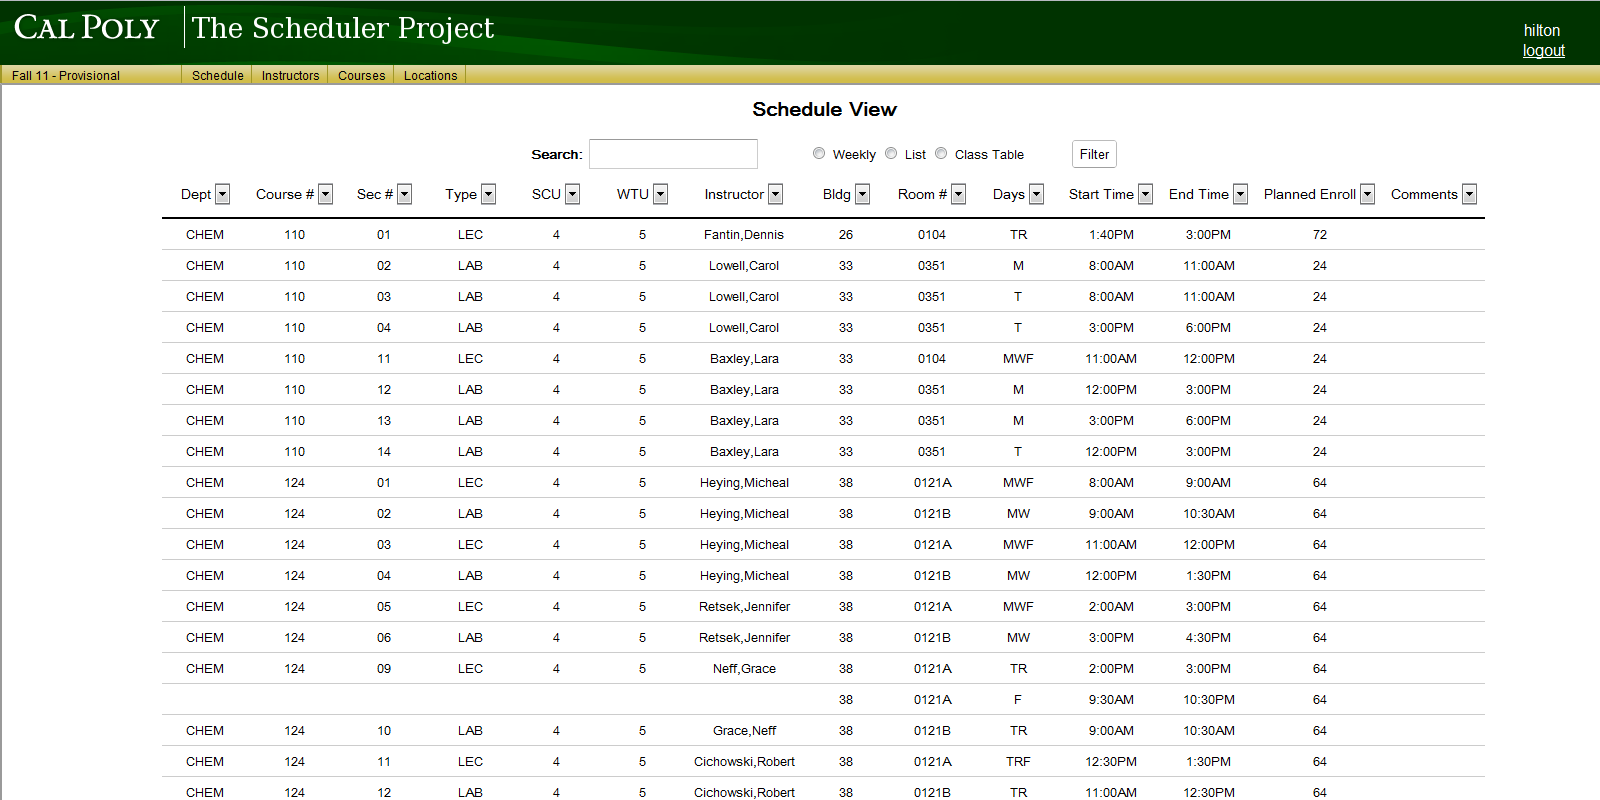 CAL POLY The Scheduler Project
hilton
logout
Fall 11 - Provisional Schedule Instructors Courses Locations
Schedule View
Search: Weekly List Class Table Filter
Dept Course # Sec # Type SCU WTU Instructor Bldg Room # Days Start Time End Time Planned Enroll Comments
CHEM 110 01 LEC 4 5 Fantin,Dennis 26 0104 TR 1:40PM 3:00PM 72
CHEM 110 02 LAB 4 5 Lowell,Carol 33 0351 M 8:00AM 11:00AM 24
CHEM 110 03 LAB 4 5 Lowell,Carol 33 0351 T 8:00AM 11:00AM 24
CHEM 110 04 LAB 4 5 Lowell,Carol 33 0351 T 3:00PM 6:00PM 24
CHEM 110 11 LEC 4 5 Baxley,Lara 33 0104 MWF 11:00AM 12:00PM 24
CHEM 110 12 LAB 4 5 Baxley,Lara 33 0351 M 12:00PM 3:00PM 24
CHEM 110 13 LAB 4 5 Baxley,Lara 33 0351 M 3:00PM 6:00PM 24
CHEM 110 14 LAB 4 5 Baxley,Lara 33 0351 T 12:00PM 3:00PM 24
CHEM 124 01 LEC 4 5 Heying,Micheal 38 0121A MWF 8:00AM 9:00AM 64
CHEM 124 02 LAB 4 5 Heying,Micheal 38 0121B MW 9:00AM 10:30AM 64
CHEM 124 03 LEC 4 5 Heying,Micheal 38 0121A MWF 11:00AM 12:00PM 64
CHEM 124 04 LAB 4 5 Heying,Micheal 38 0121B MW 12:00PM 1:30PM 64
CHEM 124 05 LEC 4 5 Retsek,Jennifer 38 0121A MWF 2:00AM 3:00PM 64
CHEM 124 06 LAB 4 5 Retsek,Jennifer 38 0121B MW 3:00PM 4:30PM 64
CHEM 124 09 LEC 4 5 Neff,Grace 38 0121A TR 2:00PM 3:00PM 64
38 0121A F 9:30AM 10:30PM 64
CHEM 124 10 LAB 4 5 Grace,Neff 38 0121B TR 9:00AM 10:30AM 64
CHEM 124 11 LEC 4 5 Cichowski,Robert 38 0121A TRF 12:30PM 1:30PM 64
CHEM 124 12 LAB 4 5 Cichowski,Robert 38 0121B TR 11:00AM 12:30PM 64